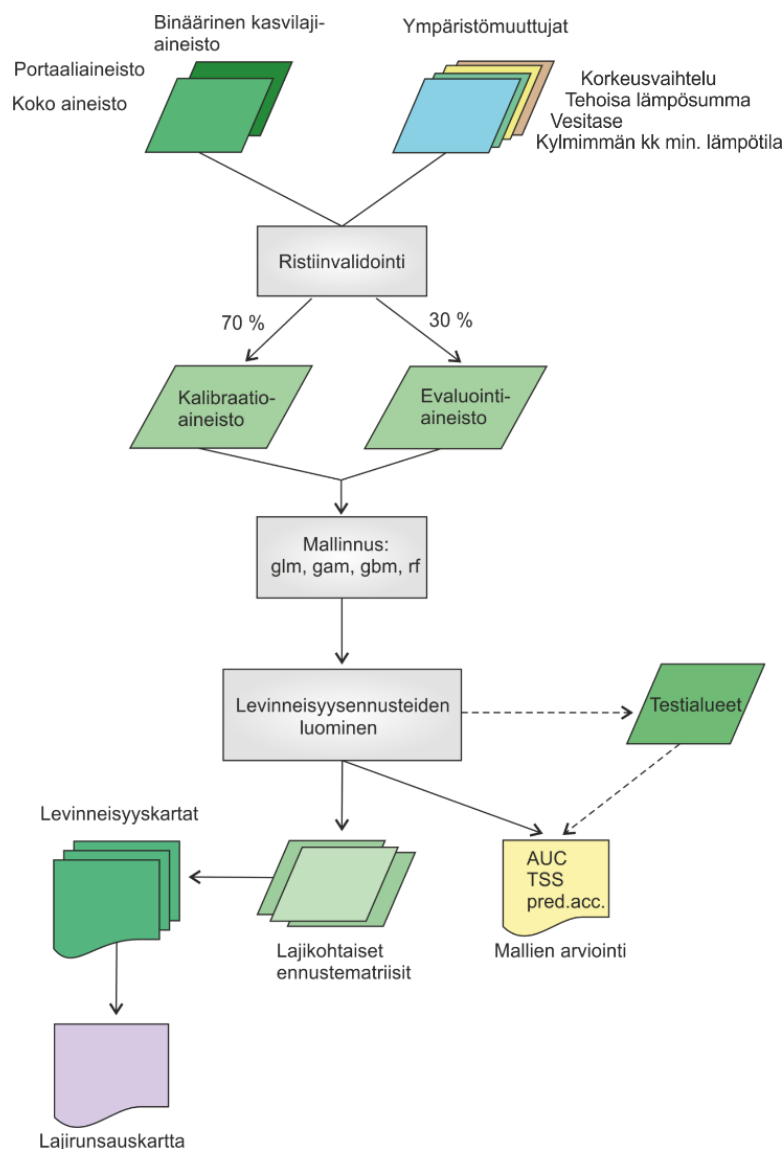 Binäärinen kasvilaji-
aineisto
Ympäristömuuttujat
Portaaliaineisto
Koko aineisto
Korkeusvaihtelu
Tehoisa lämpösumma
Vesitase
Kylmimmän kk min. lämpötila
Ristiinvalidointi
70 %
30 %
Kalibraatio-
aineisto
Evaluointi-
aineisto
Mallinnus:
glm, gam, gbm, rf
Levinneisyysennusteiden
luominen
Testialueet
Levinneisyyskartat
AUC
TSS
pred.acc.
Lajikohtaiset
ennustematriisit
Mallien arviointi
Lajirunsauskartta